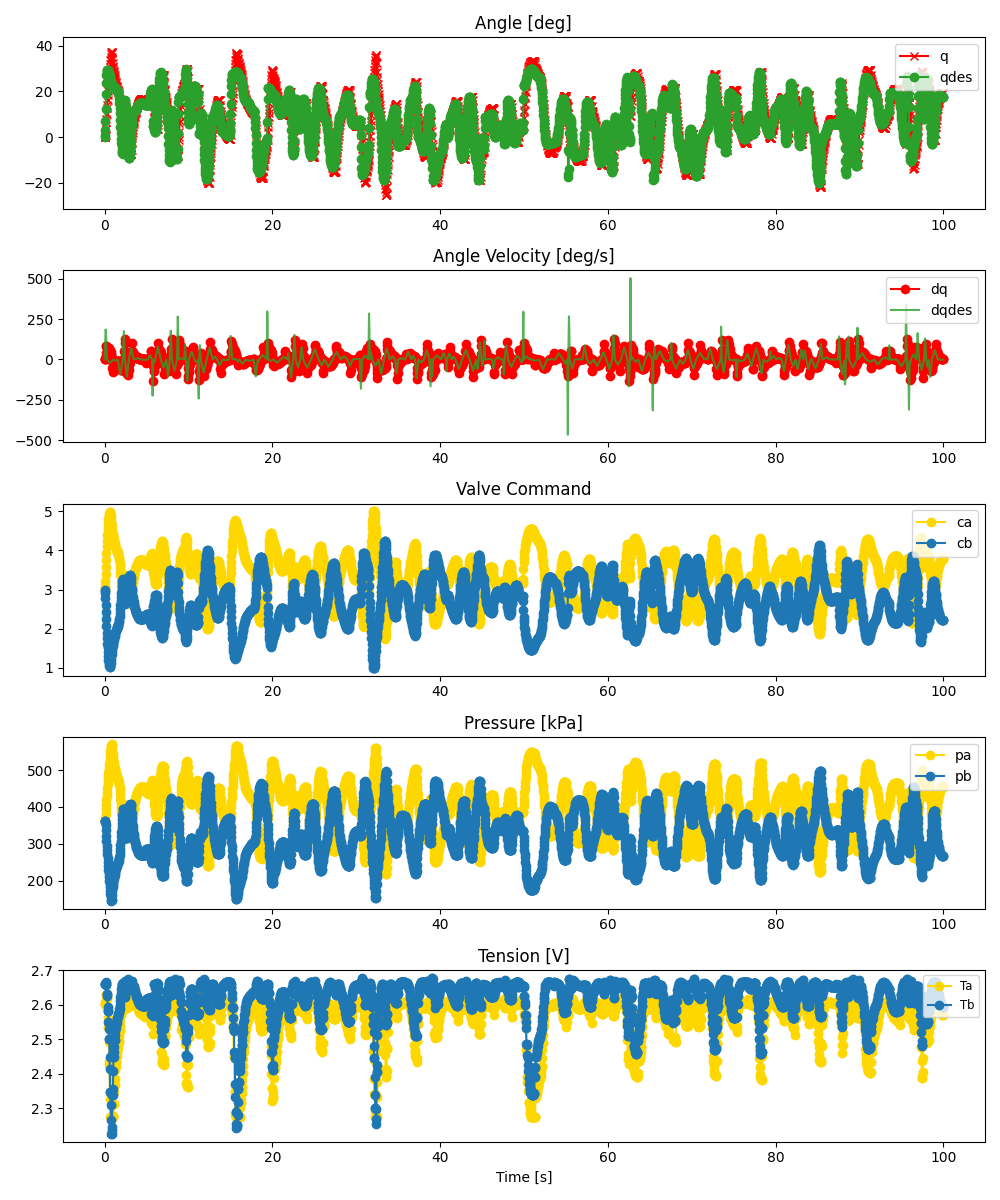 Angle [deg]
40
20
0
−20
q
qdes
0 20 40 60 80 100
Angle Velocity [deg/s]
500
250
0
−250
−500
dq
dqdes
0 20 40 60 80 100
Valve Command
5
4
3
2
1
ca
cb
0 20 40 60 80 100
Pressure [kPa]
500
400
300
200
pa
pb
0 20 40 60 80 100
Tension [V]
2.7
2.6
2.5
2.4
2.3
Ta
Tb
0 20 40 60 80 100
Time [s]